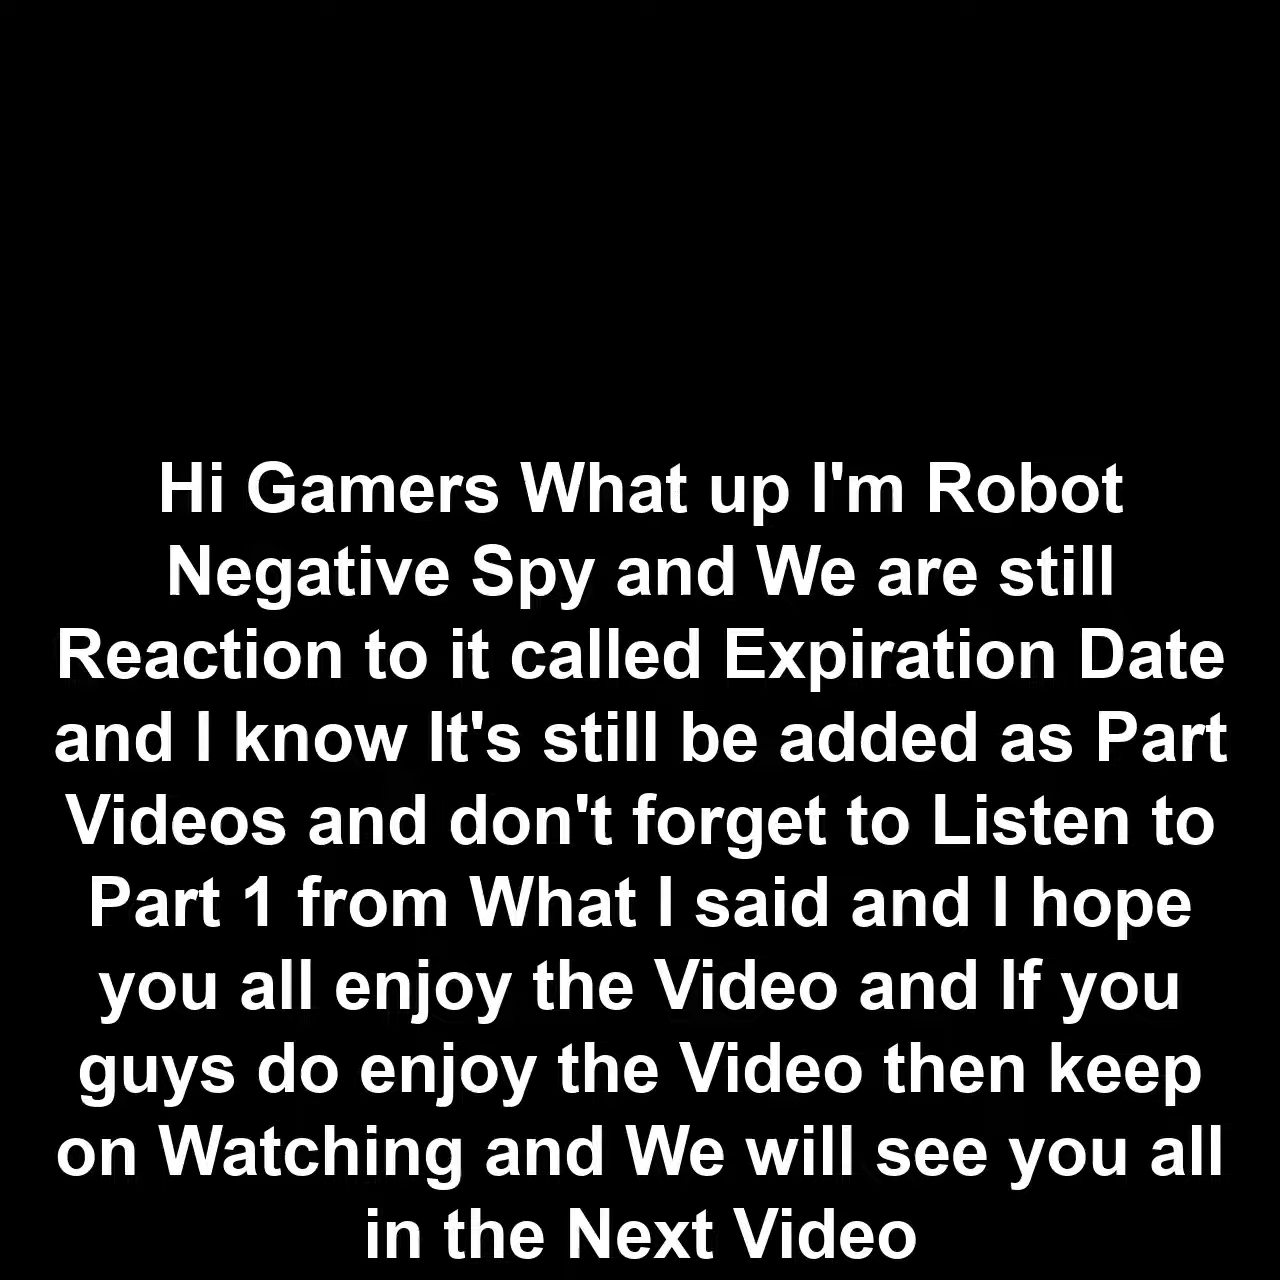 Hi Gamers What up I'm Robot
Negative Spy and We are still
Reaction to it called Expiration Date
and I know It's still be added as Part
Videos and don't forget to Listen to
Part 1 from What I said and I hope
you all enjoy the Video and If you
guys do enjoy the Video then keep
on Watching and We will see you all
in the Next Video